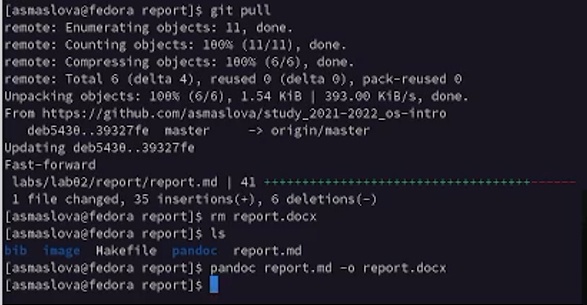 [asmaslova@fedora report]$ git pull
remote: Enumerating objects: 11, done.
remote: Counting objects: 100% (11/11), done.
remote: Compressing objects: 100% (6/6), done.
remote: Total 6 (delta 4), reused 0 (delta 0), pack-reused 0
Unpacking objects: 100% (6/6), 1.54 KiB | 393.00 KiB/s, done.
From https://github.com/asmaslova/study_2021-2022_os-intro
   deb5430..39327fe  master     -> origin/master
Updating deb5430..39327fe
Fast-forward
 labs/lab02/report/report.md | 41 +++++++++++++++++++++++++++++++++++------
 1 file changed, 35 insertions(+), 6 deletions(-)
[asmaslova@fedora report]$ rm report.docx
[asmaslova@fedora report]$ ls
bib  image  Makefile  pandoc  report.md
[asmaslova@fedora report]$ pandoc report.md -o report.docx
[asmaslova@fedora report]$